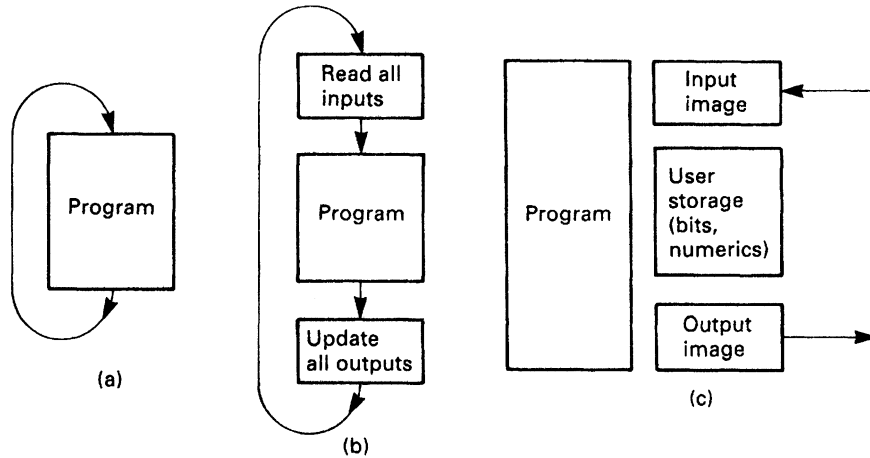 Program
(a)
Read all
inputs
Program
Update
all outputs
(b)
Program
Input
image
User
storage
(bits,
numerics)
Output
image
(c)